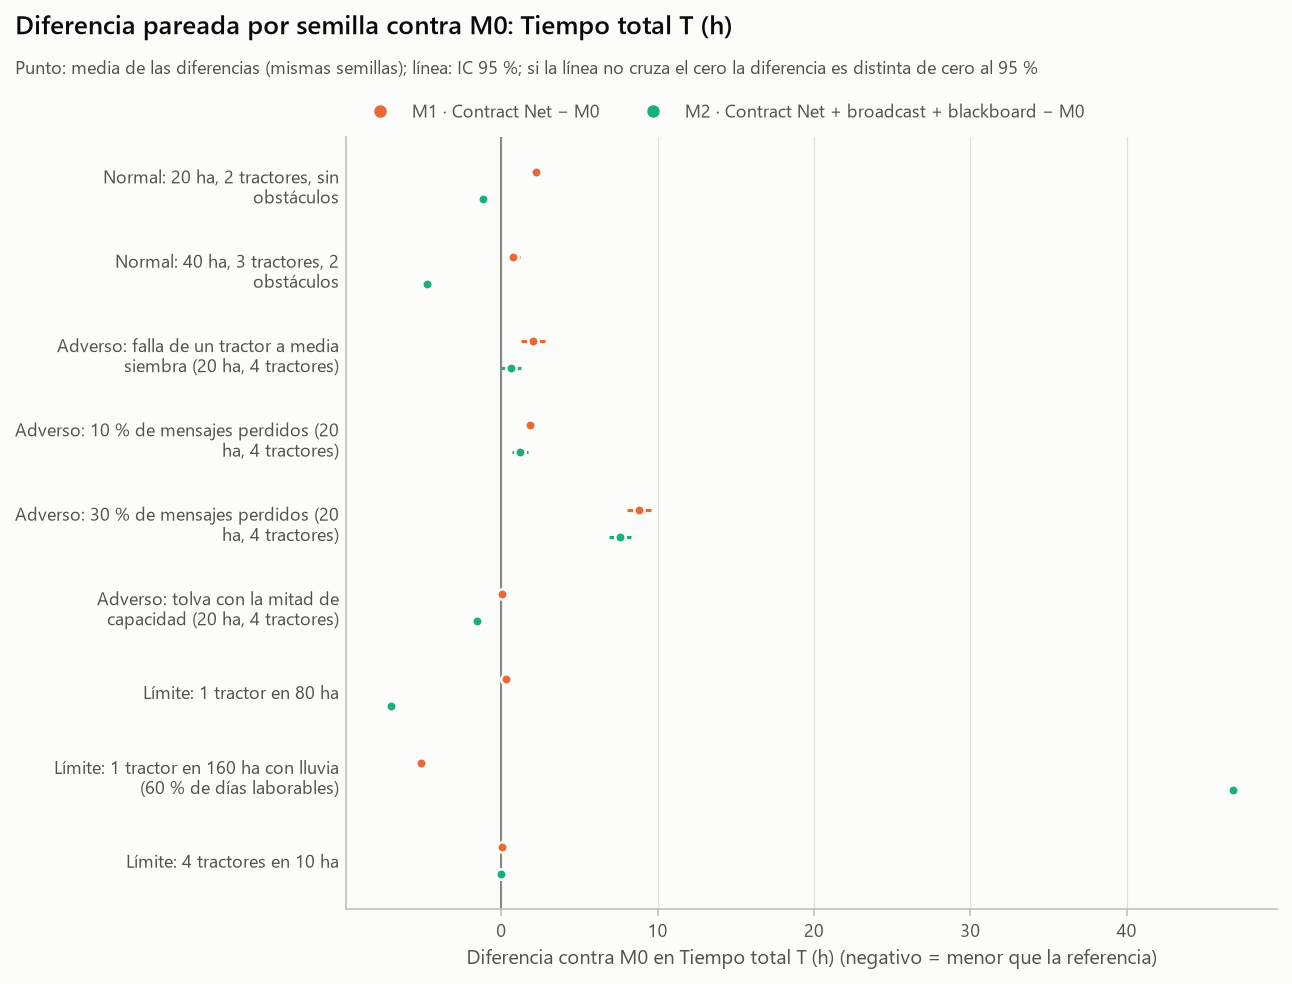 Diferencia pareada por semilla contra M0: Tiempo total T (h)
Punto: media de las diferencias (mismas semillas); línea: IC 95 %; si la línea no cruza el cero la diferencia es distinta de cero al 95 %
M1 · Contract Net − M0
M2 · Contract Net + broadcast + blackboard − M0
Normal: 20 ha, 2 tractores, sin
obstáculos
Normal: 40 ha, 3 tractores, 2
obstáculos
Adverso: falla de un tractor a media
siembra (20 ha, 4 tractores)
Adverso: 10 % de mensajes perdidos (20
ha, 4 tractores)
Adverso: 30 % de mensajes perdidos (20
ha, 4 tractores)
Adverso: tolva con la mitad de
capacidad (20 ha, 4 tractores)
Límite: 1 tractor en 80 ha
Límite: 1 tractor en 160 ha con lluvia
(60 % de días laborables)
Límite: 4 tractores en 10 ha
0 10 20 30 40
Diferencia contra M0 en Tiempo total T (h) (negativo = menor que la referencia)